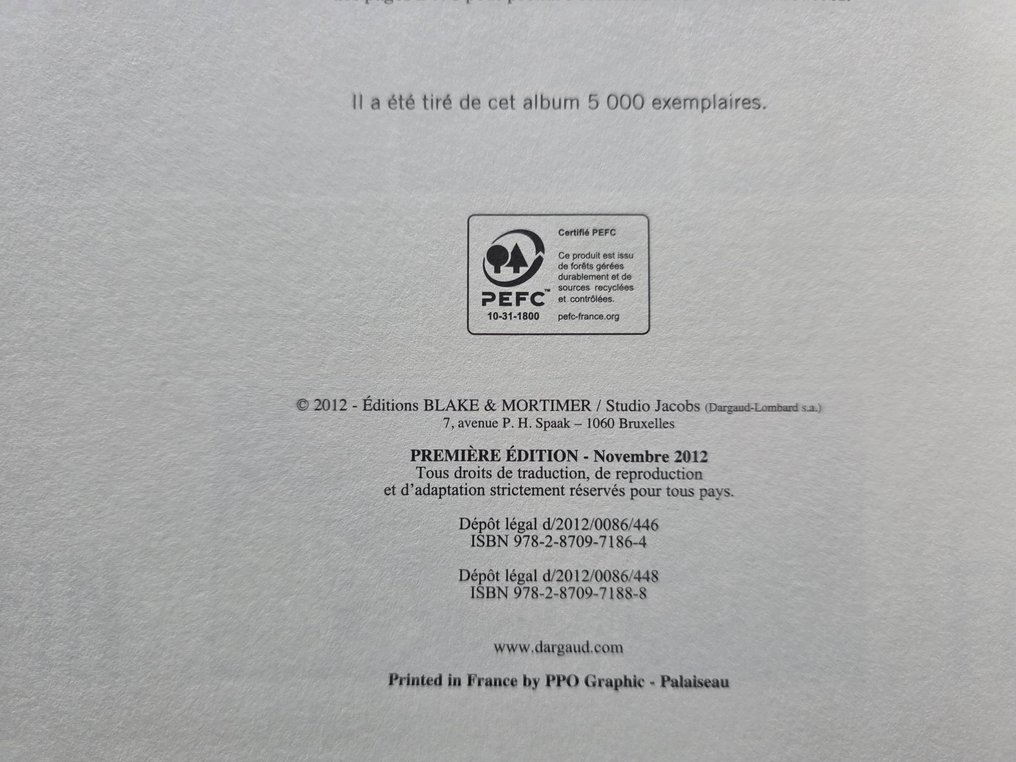 Il a été tiré de cet album 5 000 exemplaires.
Certifié PEFC
Ce produit est issu
de forêts gérées
durablement et de
sources recyclées
et contrôlées.
pefc-france.org
PEFC™
10-31-1800
© 2012 - Éditions BLAKE & MORTIMER / Studio Jacobs (Dargaud-Lombard s.a.)
7, avenue P. H. Spaak – 1060 Bruxelles
PREMIÈRE ÉDITION - Novembre 2012
Tous droits de traduction, de reproduction
et d’adaptation strictement réservés pour tous pays.
Dépôt légal d/2012/0086/446
ISBN 978-2-8709-7186-4
Dépôt légal d/2012/0086/448
ISBN 978-2-8709-7188-8
www.dargaud.com
Printed in France by PPO Graphic - Palaiseau